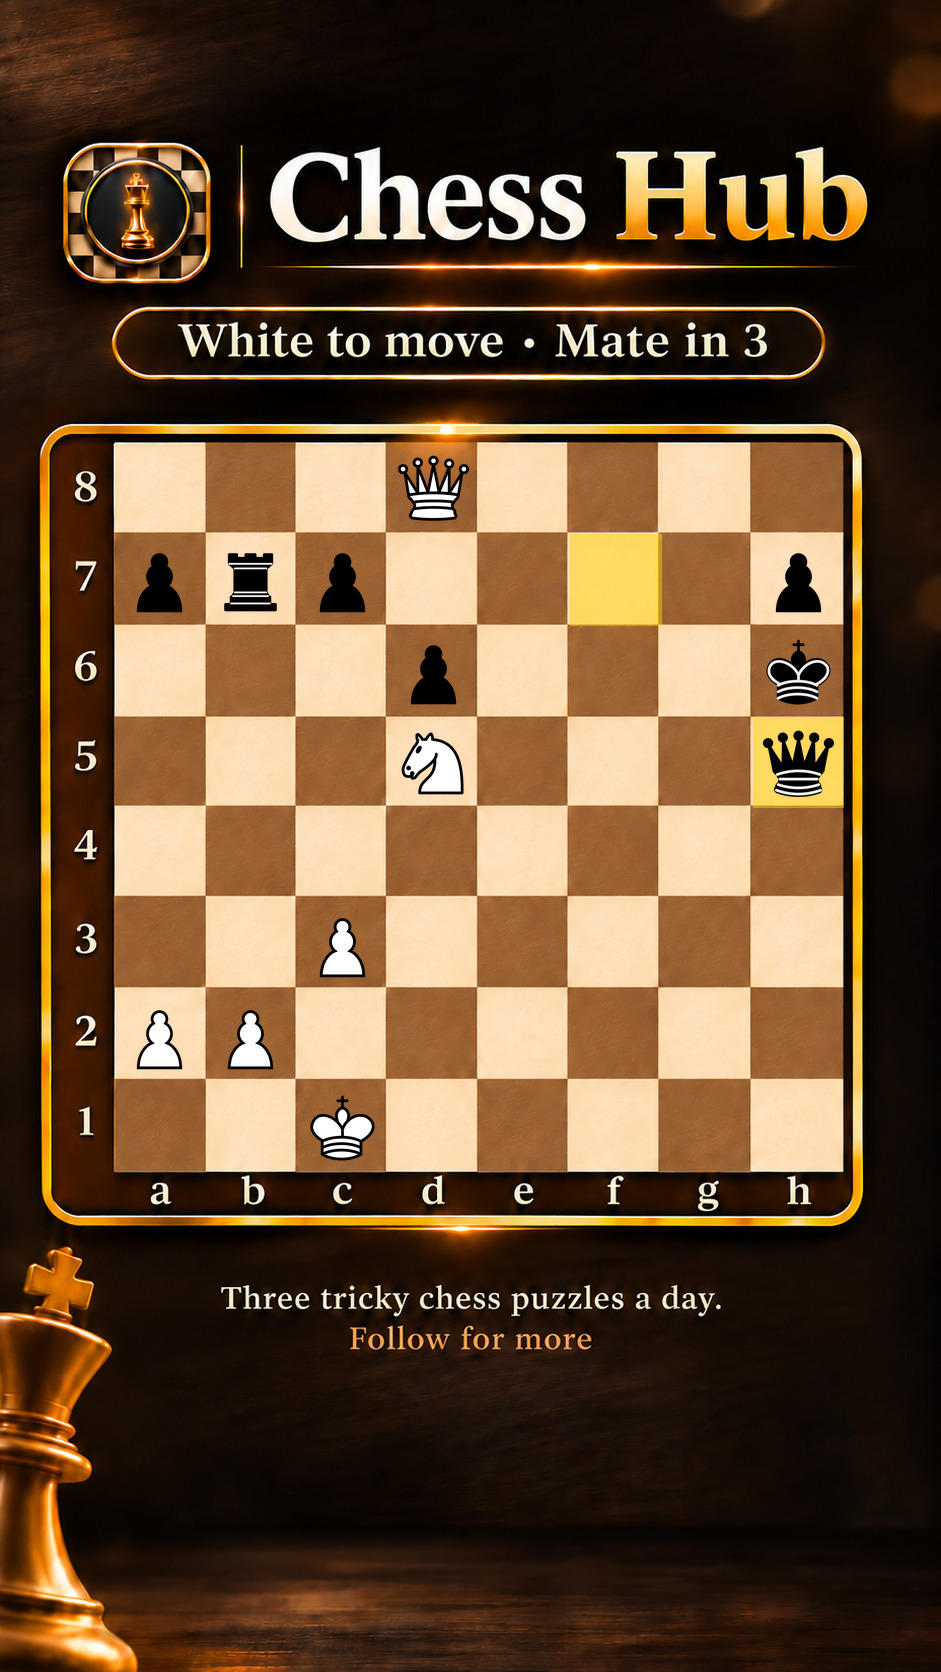 Chess Hub
White to move • Mate in 3
8
7
6
5
4
3
2
1
a b c d e f g h
Three tricky chess puzzles a day.
Follow for more